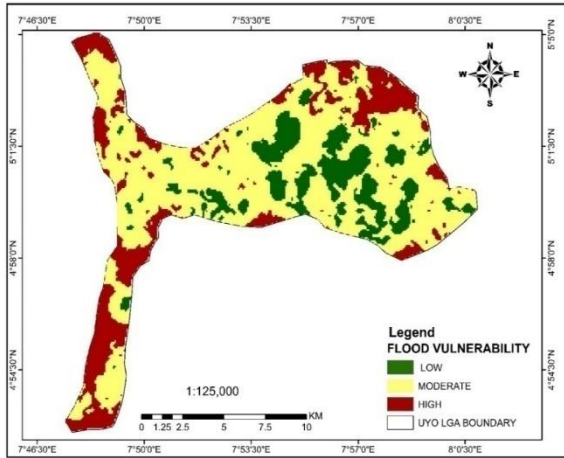 7°46'30"E 7°50'0"E 7°53'30"E 7°57'0"E 8°0'30"E
5°5'0"N 5°5'0"N
N
W E
S
5°1'30"N 5°1'30"N
4°58'0"N 4°58'0"N
Legend
FLOOD VULNERABILITY
LOW
4°54'30"N 4°54'30"N
MODERATE
1:125,000
HIGH
KM
UYO LGA BOUNDARY
0 1.25 2.5 5 7.5 10
7°46'30"E 7°50'0"E 7°53'30"E 7°57'0"E 8°0'30"E